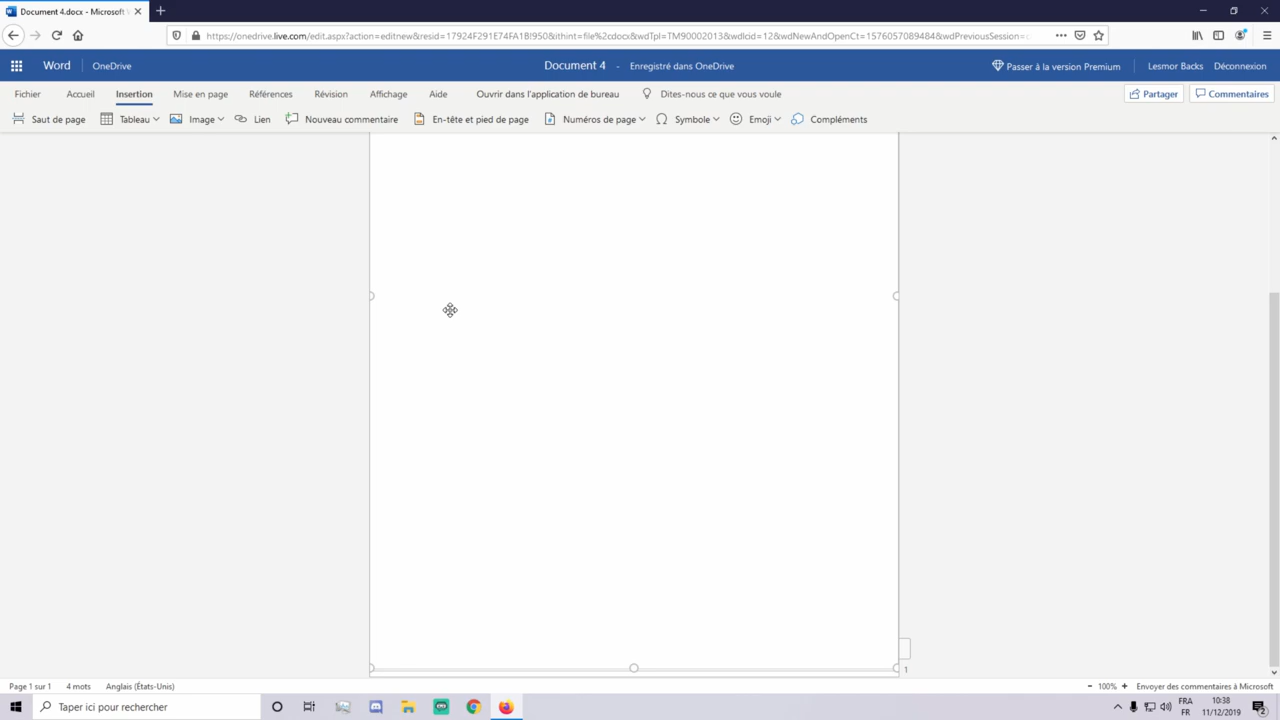 Document 4.docx - Microsoft W
https://onedrive.live.com/edit.aspx?action=editnew&resid=17924F291E74FA1B!950&ithint=file%2cdocx&wdTpl=TM90002013&wdlcid=12&wdNewAndOpenCt=1576057089484&wdPreviousSession=c
Word OneDrive Document 4 - Enregistré dans OneDrive Passer à la version Premium Lesmor Backs Déconnexion
Fichier Accueil Insertion Mise en page Références Révision Affichage Aide Ouvrir dans l'application de bureau Dites-nous ce que vous voule Partager Commentaires
Saut de page Tableau Image Lien Nouveau commentaire En-tête et pied de page Numéros de page Symbole Emoji Compléments
1
Page 1 sur 1 4 mots Anglais (États-Unis) - 100% + Envoyer des commentaires à Microsoft
Taper ici pour rechercher
FRA 10:38
FR 11/12/2019 2